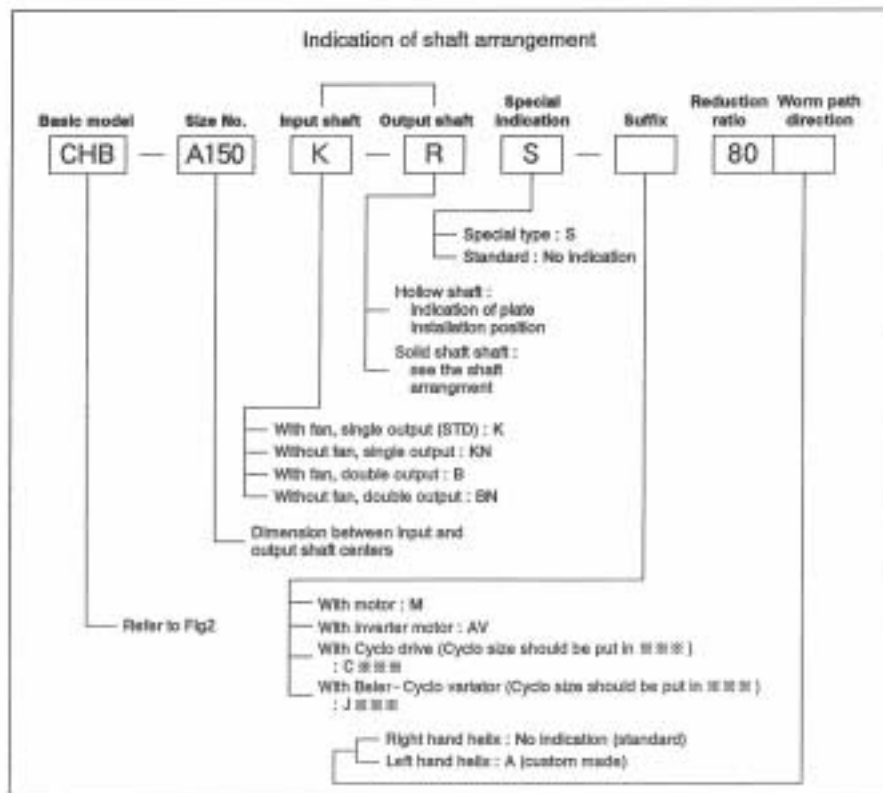 Indication of shaft arrangement
Basic model Size No. Input shaft Output shaft Special indication Suffix Reduction ratio Worm path direction
CHB — A150 K — R S — 80
Special type : S
Standard : No indication
Hollow shaft :
Indication of plate
installation position
Solid shaft shaft :
see the shaft
arrangment
With fan, single output (STD) : K
Without fan, single output : KN
With fan, double output : B
Without fan, double output : BN
Dimension between input and
output shaft centers
With motor : M
Refer to Fig2
With inverter motor : AV
With Cyclo drive (Cyclo size should be put in ※※※ )
: C ※※※
With Beier-Cyclo variator (Cyclo size should be put in ※※※ )
: J ※※※
Right hand helix : No indication (standard)
Left hand helix : A (custom made)